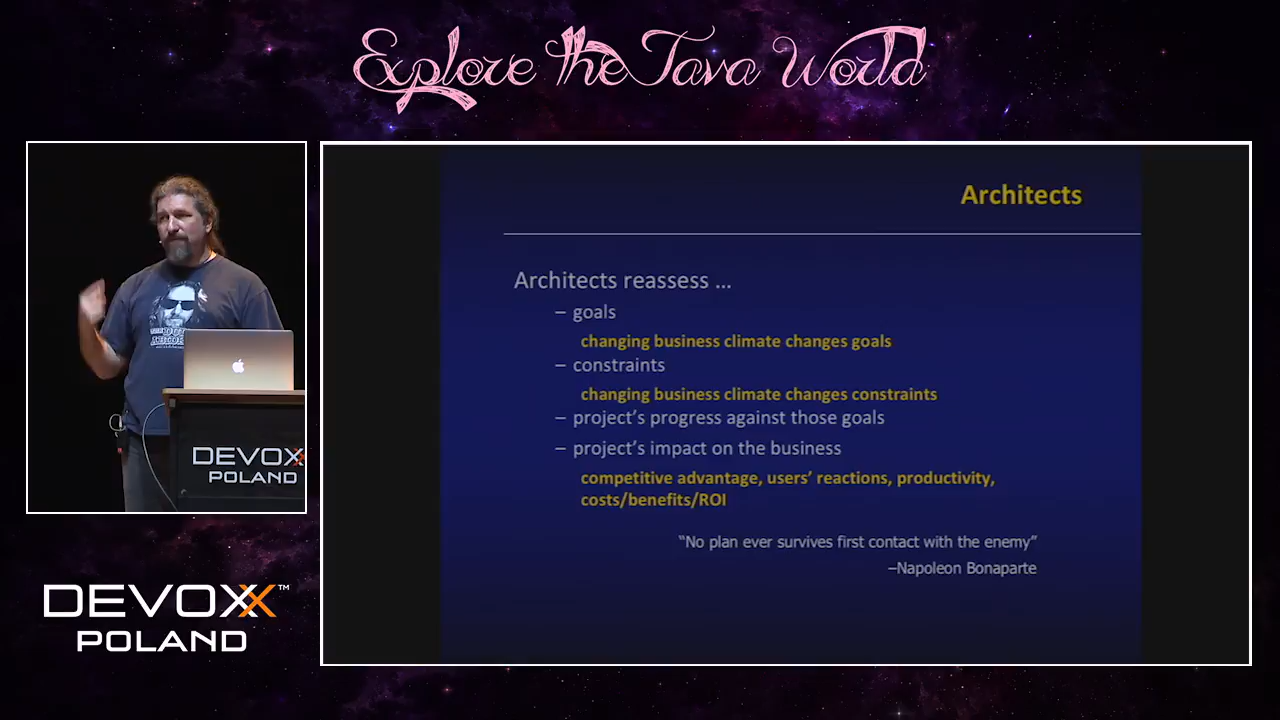 Explore the Java World
Architects
Architects reassess ...
– goals
changing business climate changes goals
– constraints
changing business climate changes constraints
– project’s progress against those goals
– project’s impact on the business
competitive advantage, users’ reactions, productivity,
costs/benefits/ROI
“No plan ever survives first contact with the enemy”
–Napoleon Bonaparte
DEVOXX
POLAND
DEVOXX™
POLAND